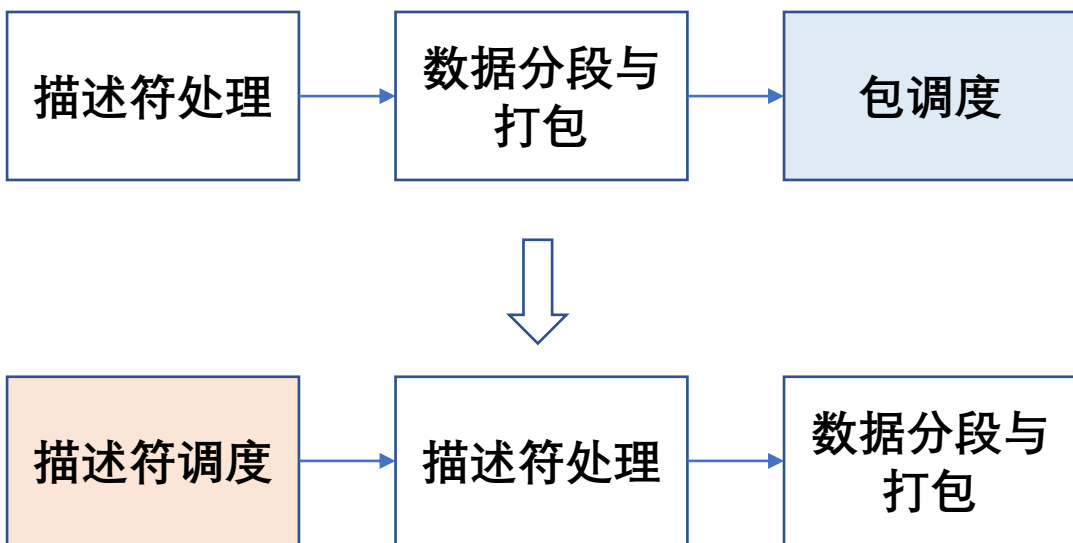 描述符处理
数据分段与
打包
包调度
描述符调度
描述符处理
数据分段与
打包